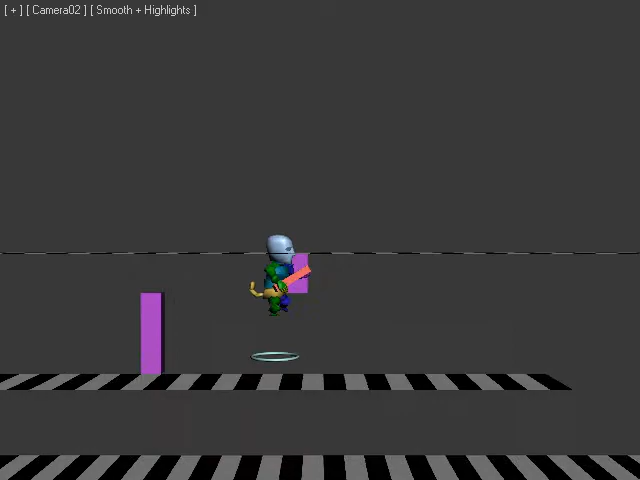 [ + ] [ Camera02 ] [ Smooth + Highlights ]